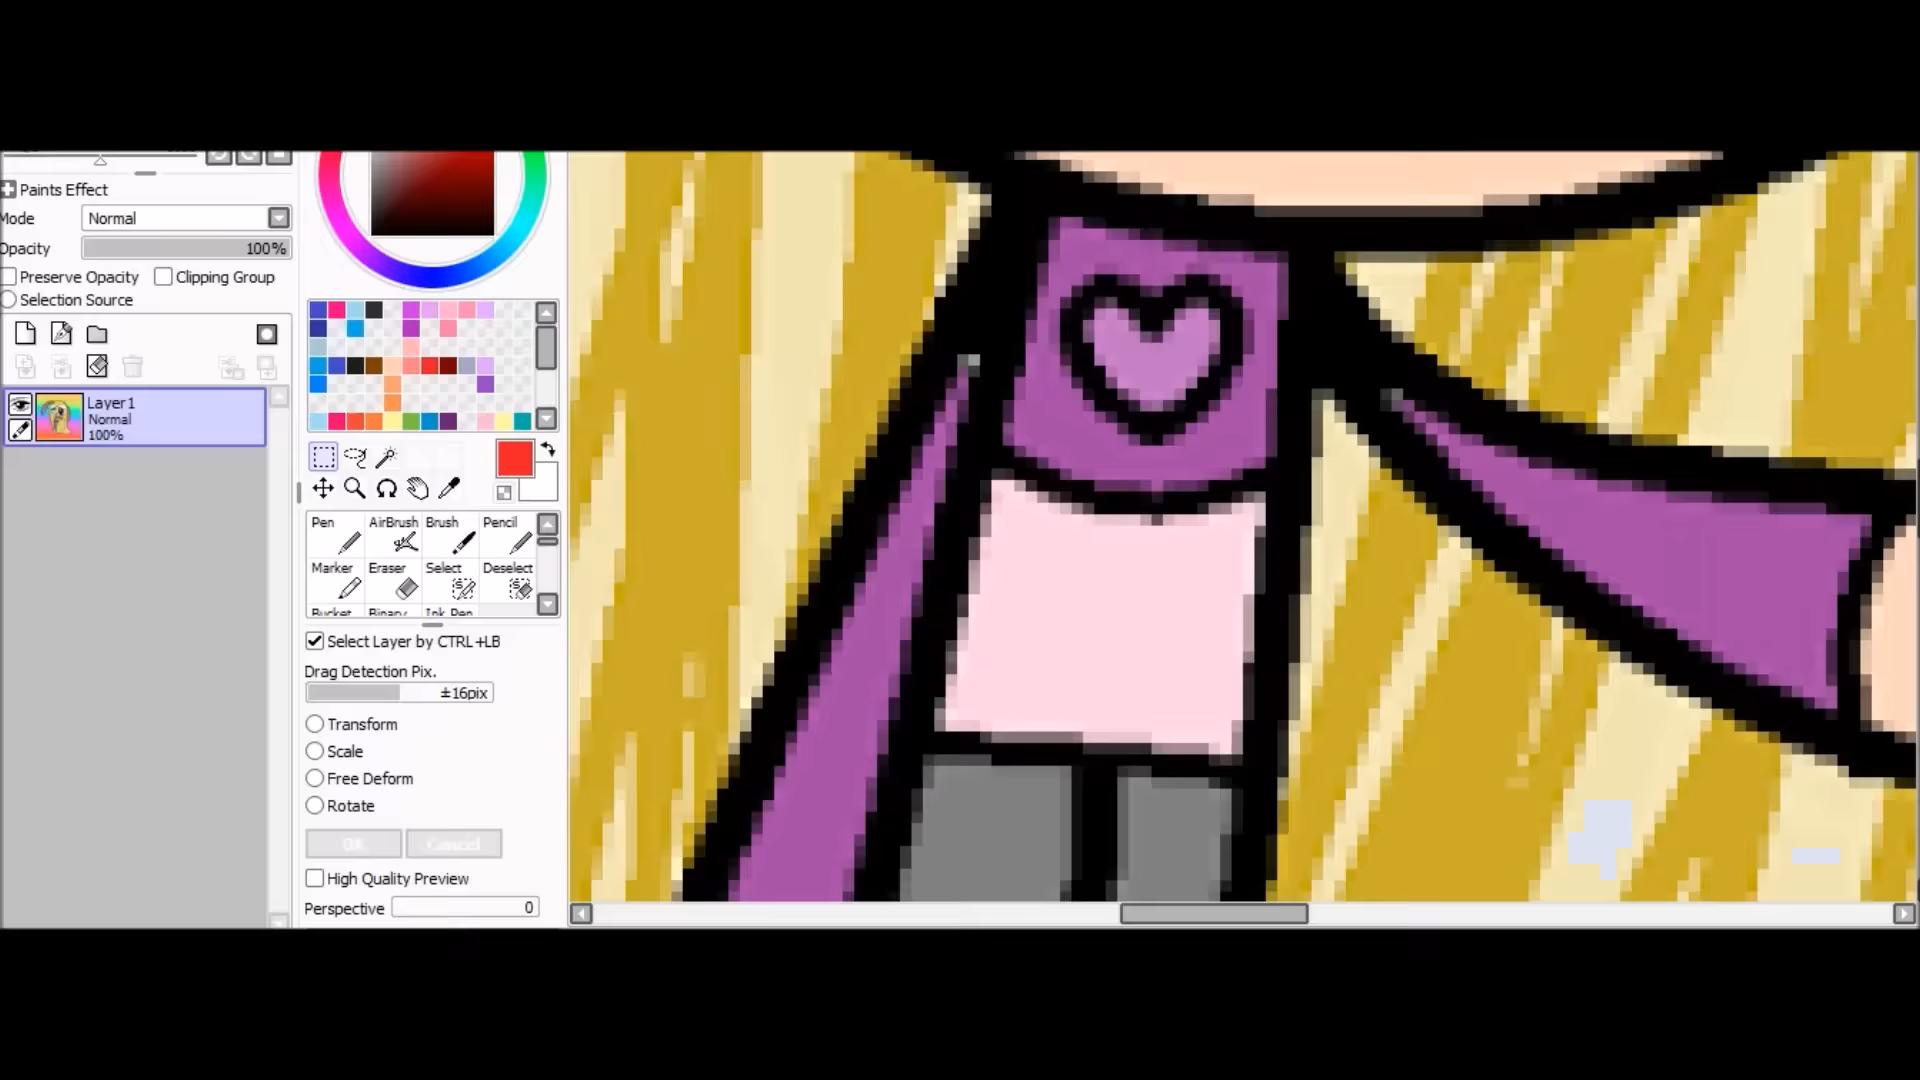 Paints Effect
Mode
Normal
Opacity
100%
Preserve Opacity
Clipping Group
Selection Source
Layer1
Normal
100%
Pen
AirBrush
Brush
Pencil
Marker
Eraser
Select
Deselect
Bucket
Binary
Ink Pen
Select Layer by CTRL+LB
Drag Detection Pix.
±16pix
Transform
Scale
Free Deform
Rotate
OK
Cancel
High Quality Preview
Perspective
0